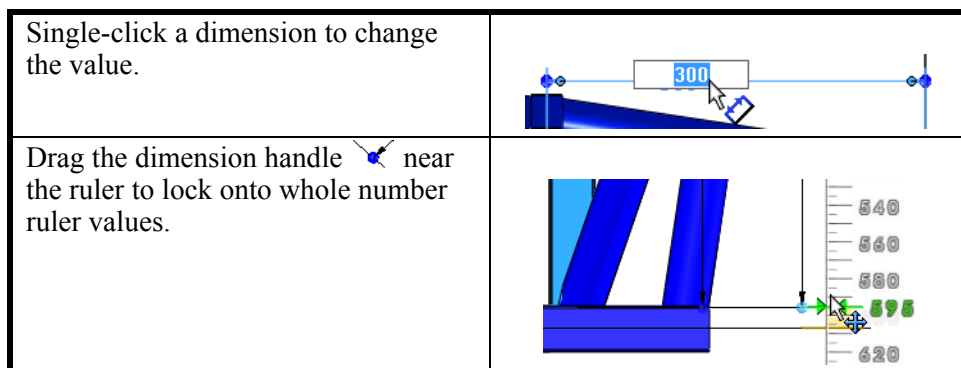 Single-click a dimension to change
the value.
300
Drag the dimension handle near
the ruler to lock onto whole number
ruler values.
540
560
580
595
620